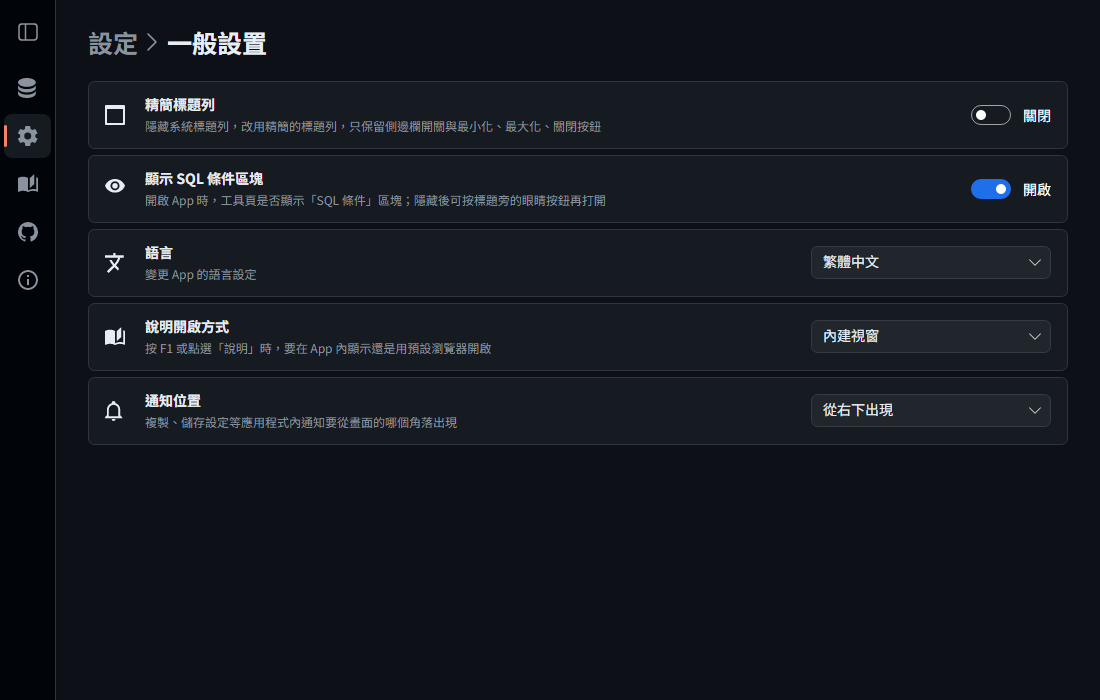 設定 > 一般設置
精簡標題列
隱藏系統標題列，改用精簡的標題列，只保留側邊欄開關與最小化、最大化、關閉按鈕
關閉
顯示 SQL 條件區塊
開啟 App 時，工具頁是否顯示「SQL 條件」區塊；隱藏後可按標題旁的眼睛按鈕再打開
開啟
語言
變更 App 的語言設定
繁體中文
說明開啟方式
按 F1 或點選「說明」時，要在 App 內顯示還是用預設瀏覽器開啟
內建視窗
通知位置
複製、儲存設定等應用程式內通知要從畫面的哪個角落出現
從右下出現